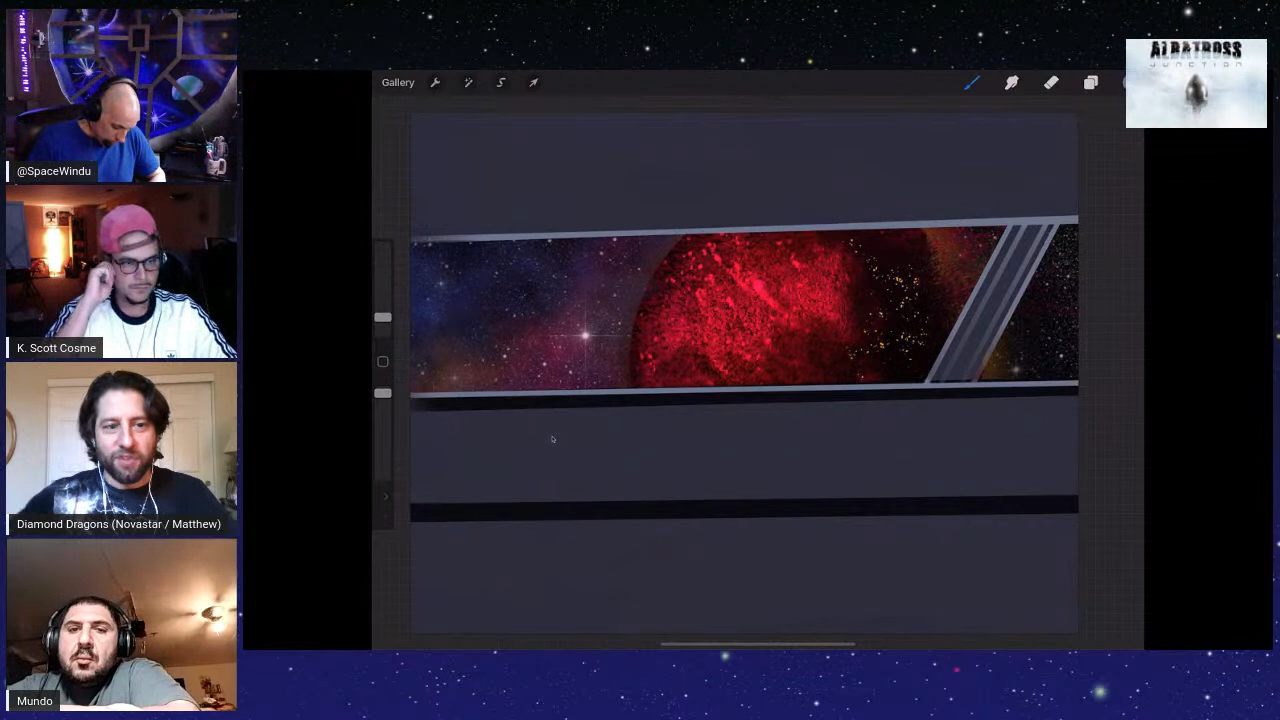 @SpaceWindu
K. Scott Cosme
Diamond Dragons (Novastar / Matthew)
Mundo
Gallery
ALBATROSS
JUNCTION